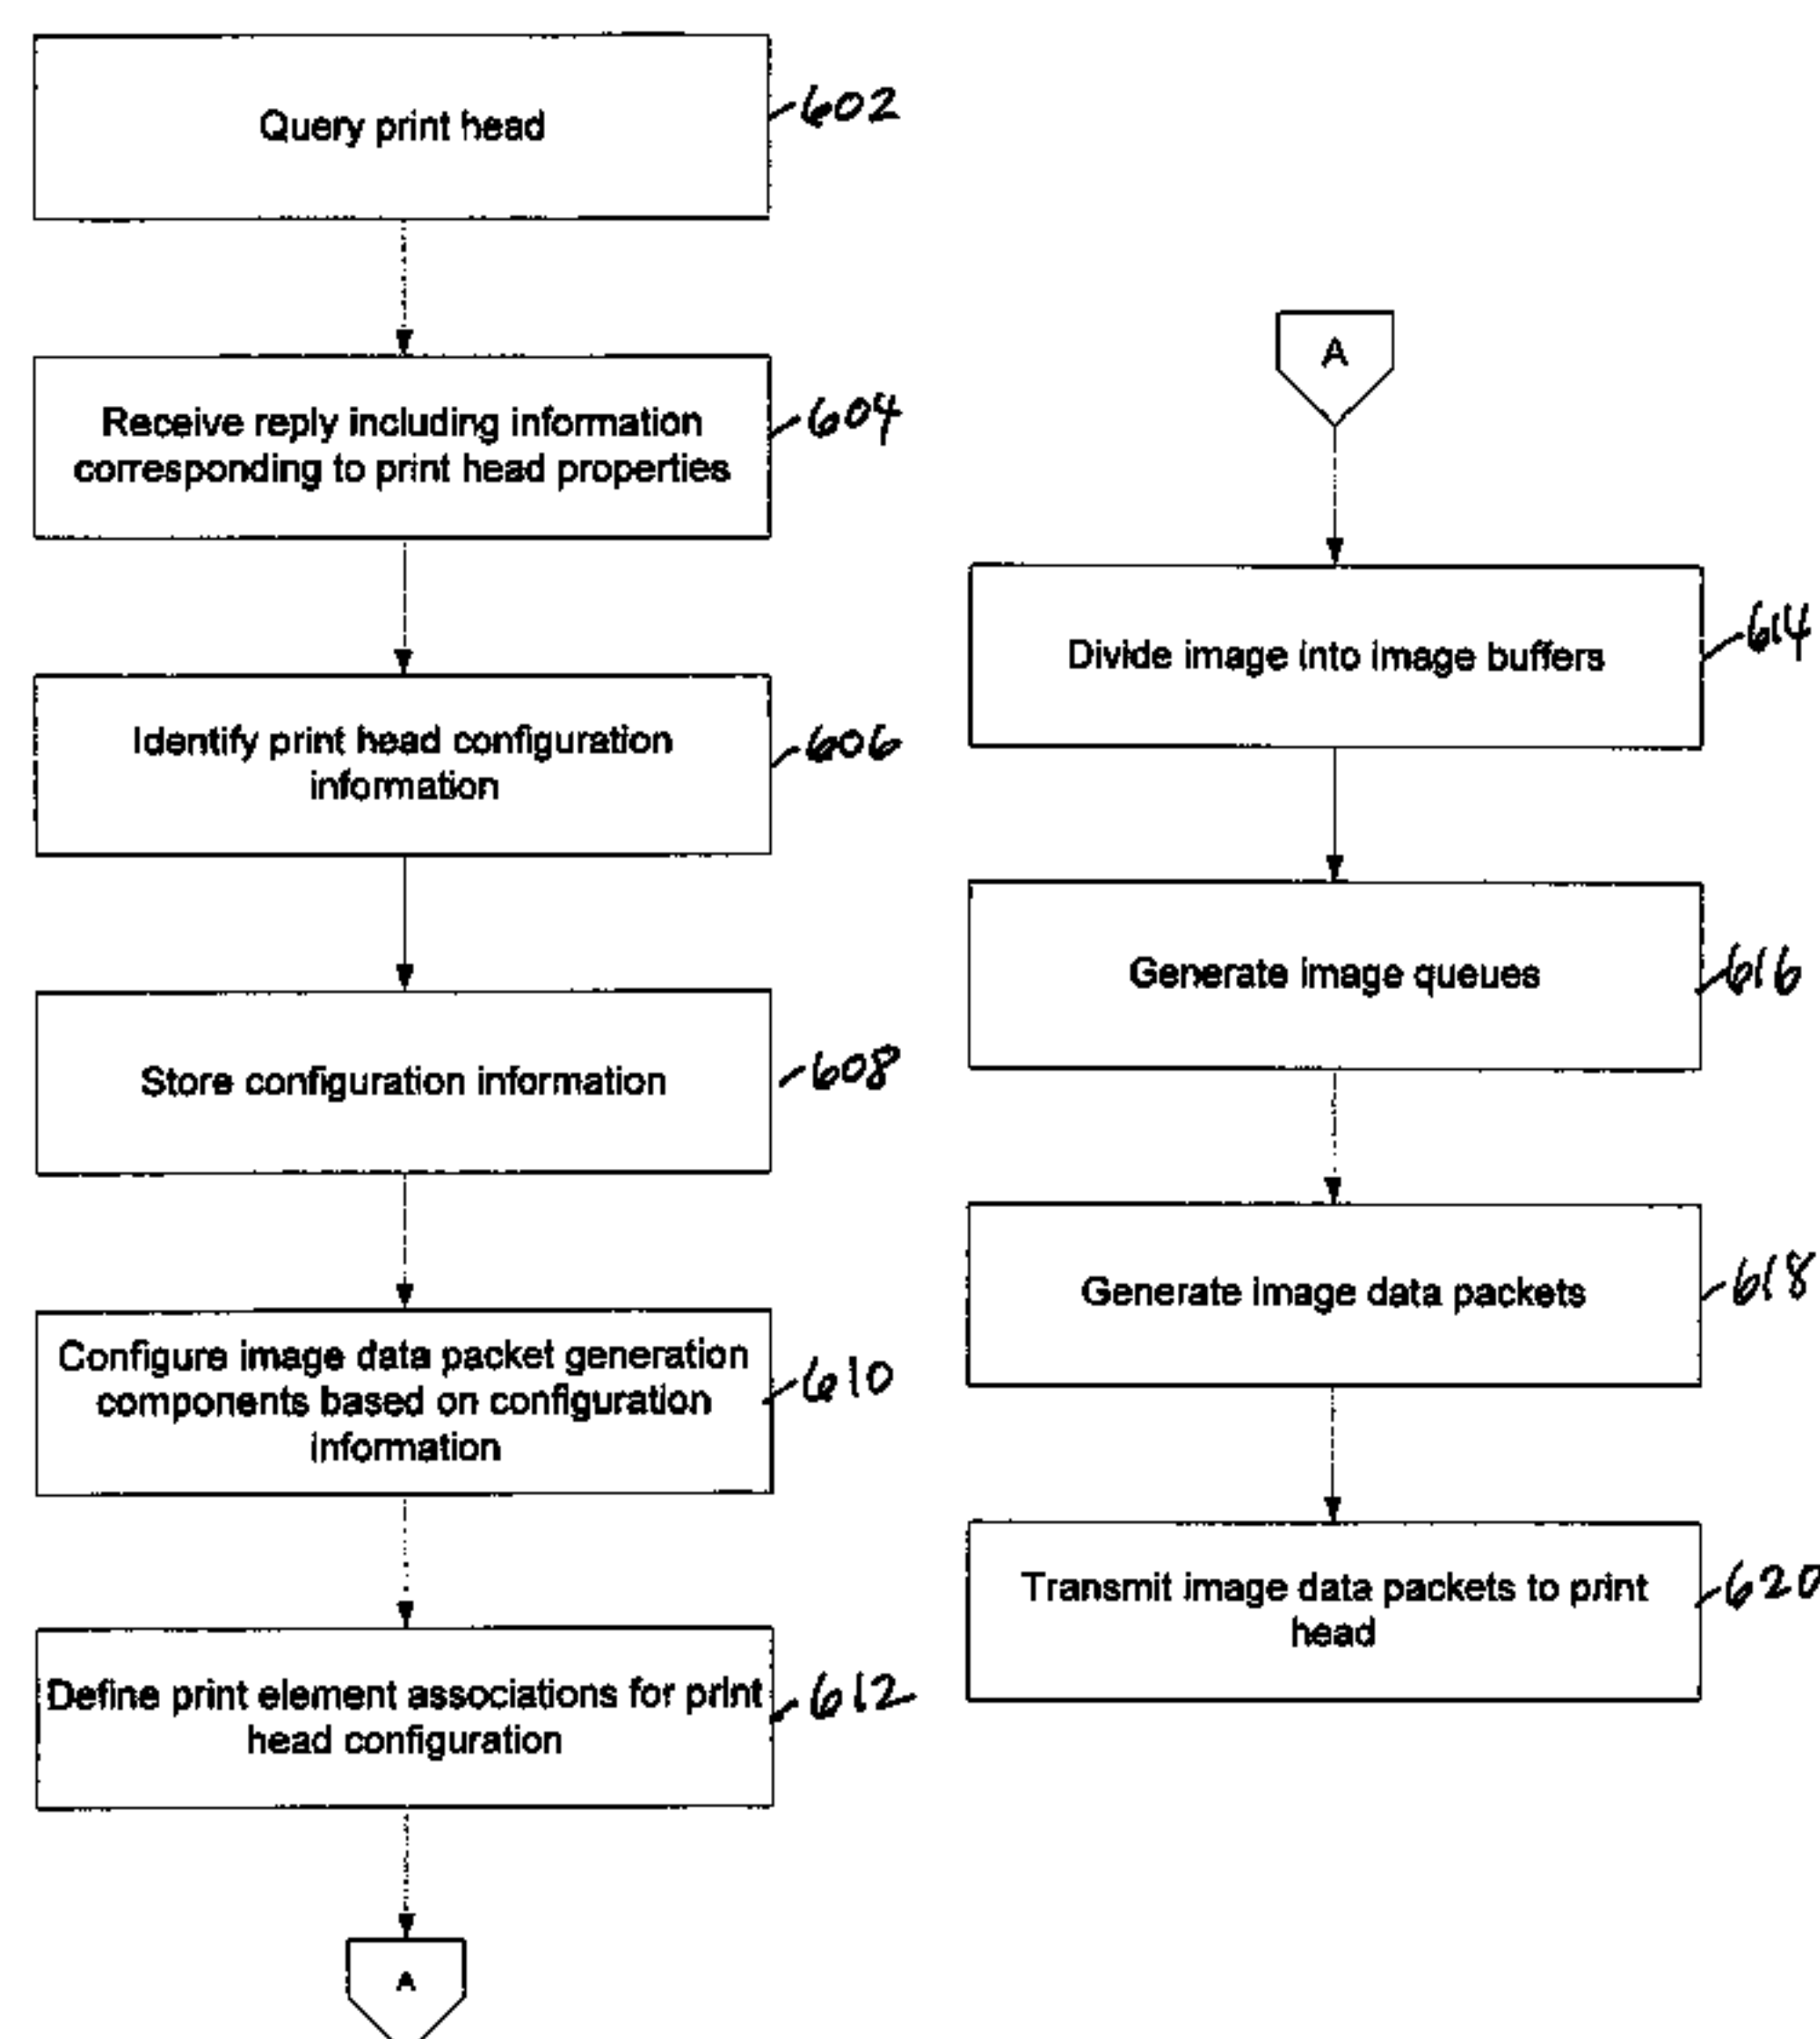 Query print head
602
Receive reply including information
corresponding to print head properties
604
Identify print head configuration
information
606
Store configuration information
608
Configure image data packet generation
components based on configuration
information
610
Define print element associations for print
head configuration
612
A
A
Divide image into image buffers
614
Generate image queues
616
Generate image data packets
618
Transmit image data packets to print
head
620